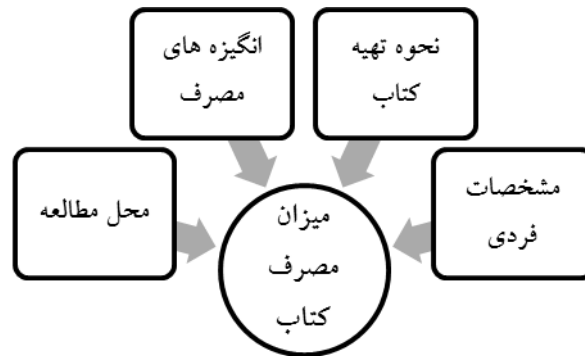 نحوه تهیه
کتاب
انگیزه های
مصرف
مشخصات
فردی
محل مطالعه
میزان
مصرف
کتاب